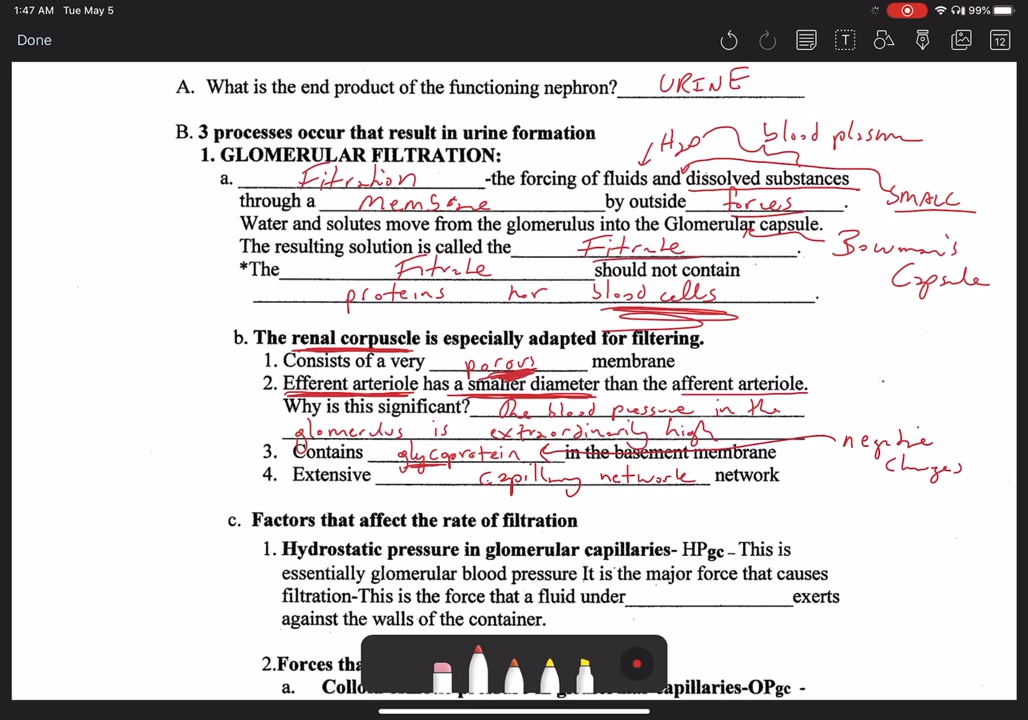 1:47 AM Tue May 5
99%
Done
T
12
A. What is the end product of the functioning nephron? URINE
B. 3 processes occur that result in urine formation
H2O blood plasm
1. GLOMERULAR FILTRATION:
a. Fitration -the forcing of fluids and dissolved substances
SMALL
through a membrane by outside forces .
Water and solutes move from the glomerulus into the Glomerular capsule.
The resulting solution is called the Fitrate .
Bowman's
Capsule
*The Fitrate should not contain
proteins nor blood cells .
b. The renal corpuscle is especially adapted for filtering.
1. Consists of a very porous membrane
2. Efferent arteriole has a smaller diameter than the afferent arteriole.
Why is this significant? The blood pressure in the
glomerulus is extraordinarily high
3. Contains glycoprotein in the basement membrane
negative
charges
4. Extensive capillary network network
c. Factors that affect the rate of filtration
1. Hydrostatic pressure in glomerular capillaries- HPgc – This is
essentially glomerular blood pressure It is the major force that causes
filtration-This is the force that a fluid under exerts
against the walls of the container.
2.Forces tha
a. Collo apillaries-OPgc -